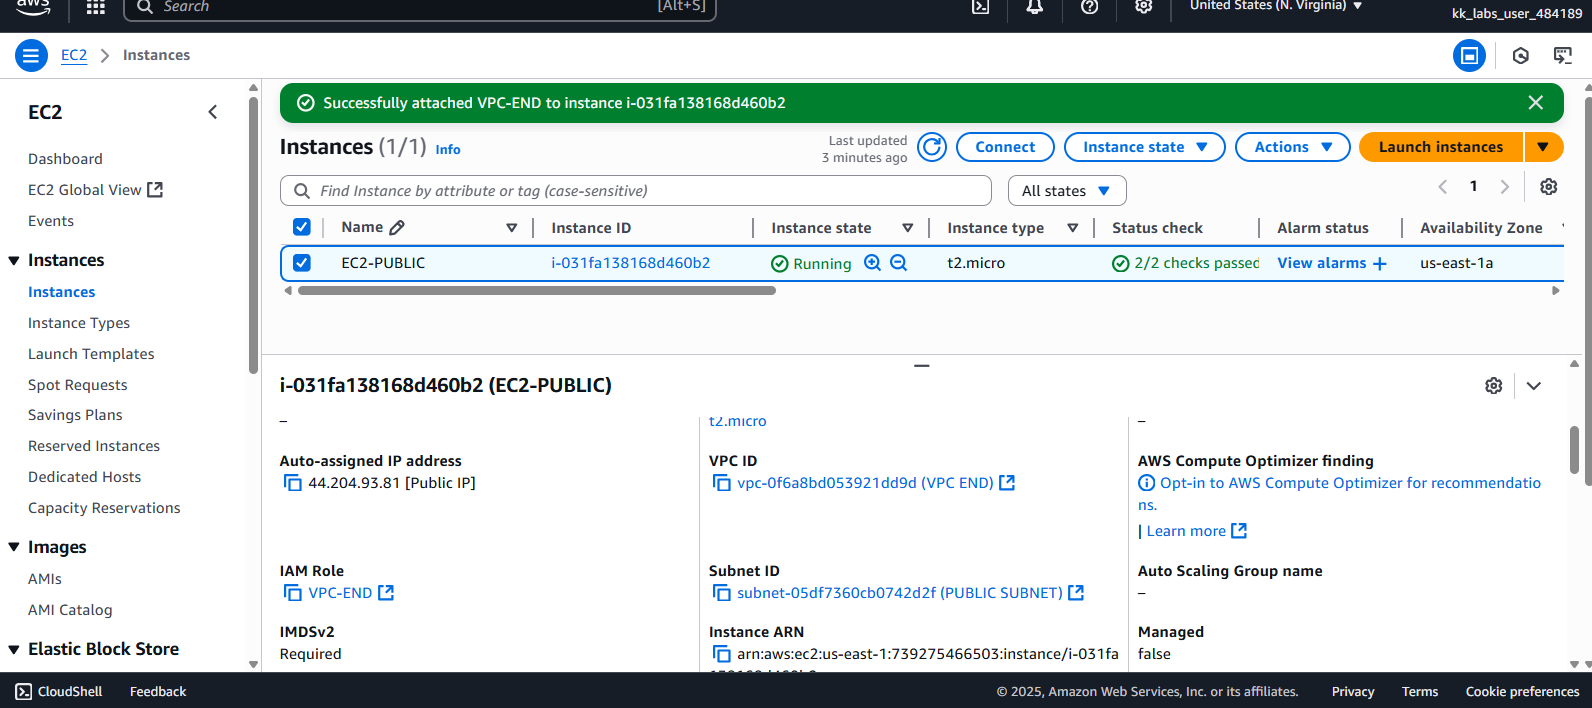 aws
Search
[Alt+S]
United States (N. Virginia)
kk_labs_user_484189
EC2
Instances
EC2
Dashboard
EC2 Global View
Events
Instances
Instances
Instance Types
Launch Templates
Spot Requests
Savings Plans
Reserved Instances
Dedicated Hosts
Capacity Reservations
Images
AMIs
AMI Catalog
Elastic Block Store
Successfully attached VPC-END to instance i-031fa138168d460b2
Instances (1/1) Info
Last updated
3 minutes ago
Connect
Instance state
Actions
Launch instances
Find Instance by attribute or tag (case-sensitive)
All states
1
Name Instance ID Instance state Instance type Status check Alarm status Availability Zone
EC2-PUBLIC i-031fa138168d460b2 Running t2.micro 2/2 checks passed View alarms + us-east-1a
i-031fa138168d460b2 (EC2-PUBLIC)
–
Auto-assigned IP address
44.204.93.81 [Public IP]
IAM Role
VPC-END
IMDSv2
Required
t2.micro
VPC ID
vpc-0f6a8bd053921dd9d (VPC END)
Subnet ID
subnet-05df7360cb0742d2f (PUBLIC SUBNET)
Instance ARN
arn:aws:ec2:us-east-1:739275466503:instance/i-031fa
–
AWS Compute Optimizer finding
Opt-in to AWS Compute Optimizer for recommendatio
ns.
| Learn more
Auto Scaling Group name
–
Managed
false
CloudShell
Feedback
© 2025, Amazon Web Services, Inc. or its affiliates.
Privacy
Terms
Cookie preferences